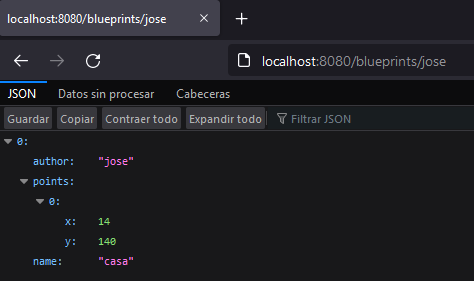 localhost:8080/blueprints/jose
localhost:8080/blueprints/jose
JSON Datos sin procesar Cabeceras
Guardar Copiar Contraer todo Expandir todo Filtrar JSON
0:
author: "jose"
points:
0:
x: 14
y: 140
name: "casa"